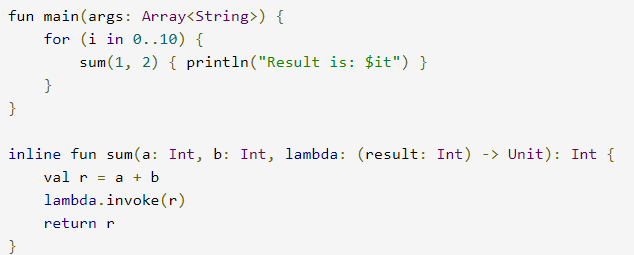 fun main(args: Array<String>) {
    for (i in 0..10) {
        sum(1, 2) { println("Result is: $it") }
    }
}

inline fun sum(a: Int, b: Int, lambda: (result: Int) -> Unit): Int {
    val r = a + b
    lambda.invoke(r)
    return r
}